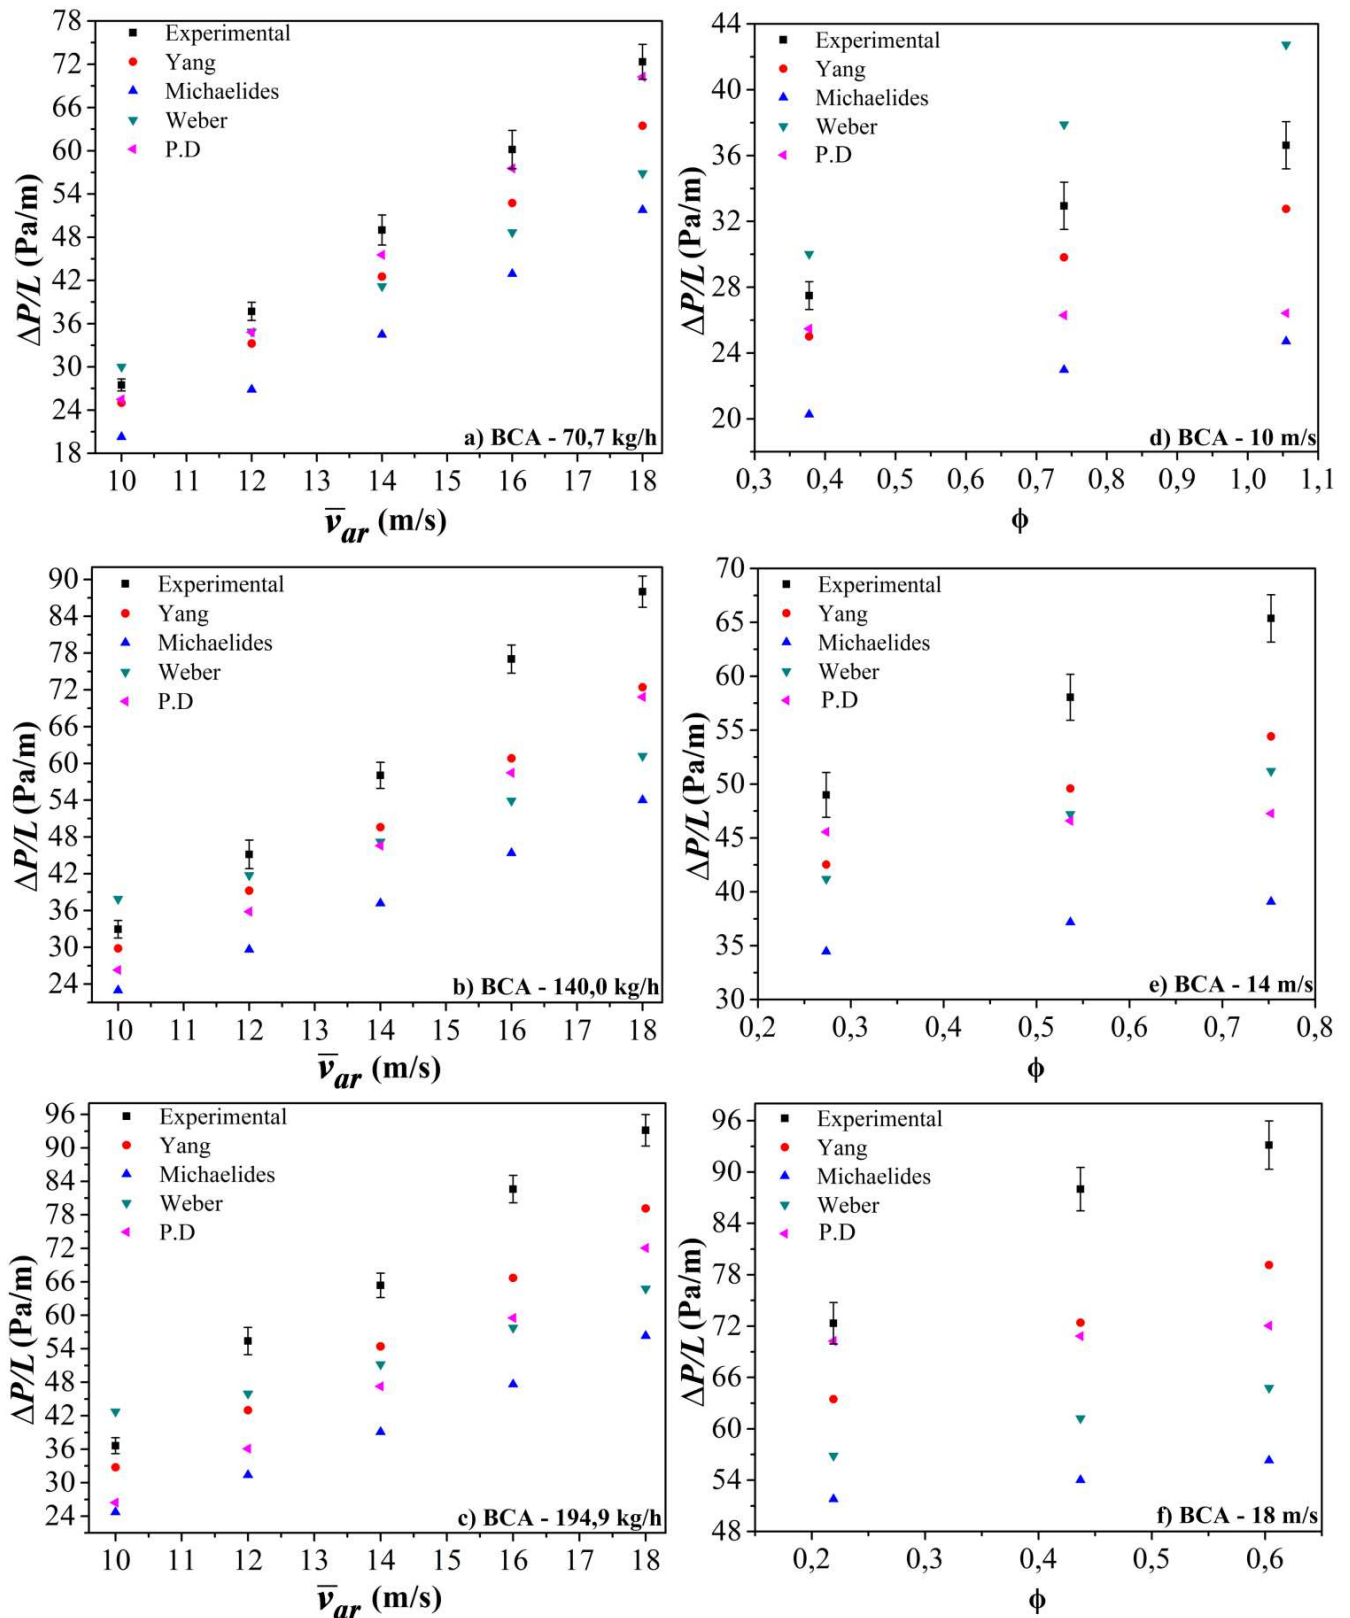 78
72
66
60
54
48
42
36
30
24
18
ΔP/L (Pa/m)
Experimental
Yang
Michaelides
Weber
P.D
a) BCA - 70,7 kg/h
10 11 12 13 14 15 16 17 18
v̅ar (m/s)
44
40
36
32
28
24
20
ΔP/L (Pa/m)
Experimental
Yang
Michaelides
Weber
P.D
d) BCA - 10 m/s
0,3 0,4 0,5 0,6 0,7 0,8 0,9 1,0 1,1
ϕ
90
84
78
72
66
60
54
48
42
36
30
24
ΔP/L (Pa/m)
Experimental
Yang
Michaelides
Weber
P.D
b) BCA - 140,0 kg/h
10 11 12 13 14 15 16 17 18
v̅ar (m/s)
70
65
60
55
50
45
40
35
30
ΔP/L (Pa/m)
Experimental
Yang
Michaelides
Weber
P.D
e) BCA - 14 m/s
0,2 0,3 0,4 0,5 0,6 0,7 0,8
ϕ
96
90
84
78
72
66
60
54
48
42
36
30
24
ΔP/L (Pa/m)
Experimental
Yang
Michaelides
Weber
P.D
c) BCA - 194,9 kg/h
10 11 12 13 14 15 16 17 18
v̅ar (m/s)
96
90
84
78
72
66
60
54
48
ΔP/L (Pa/m)
Experimental
Yang
Michaelides
Weber
P.D
f) BCA - 18 m/s
0,2 0,3 0,4 0,5 0,6
ϕ